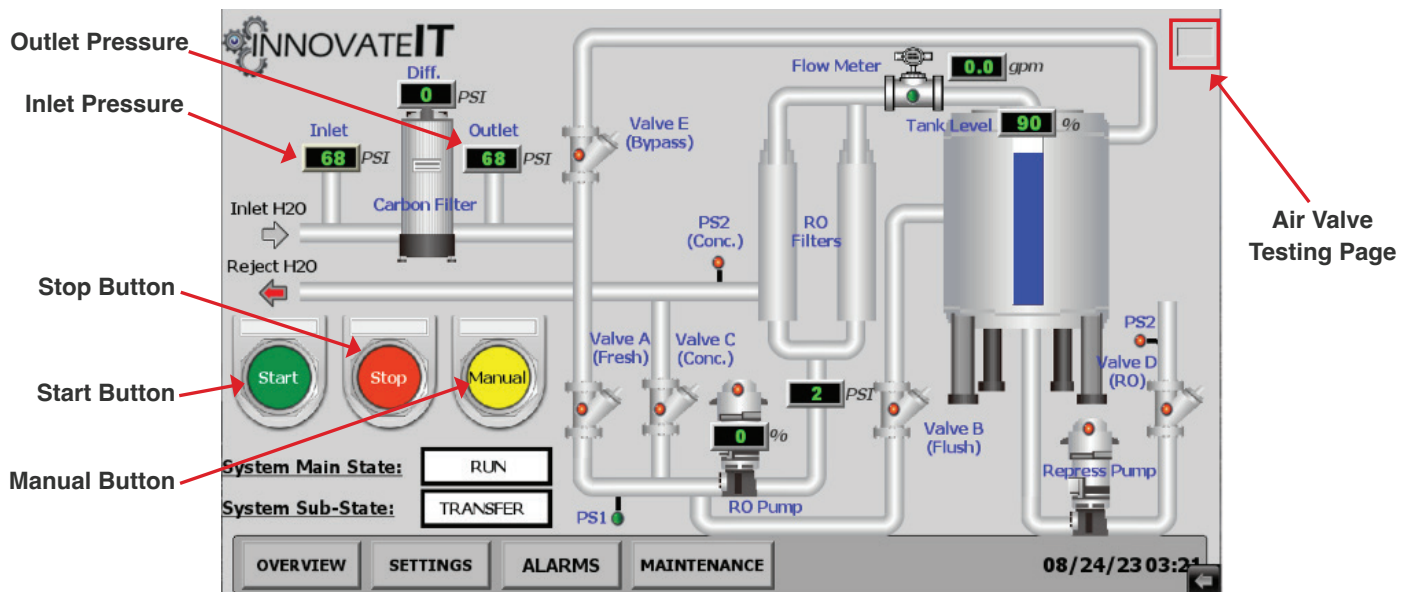 Outlet Pressure
Inlet Pressure
Stop Button
Start Button
Manual Button
Air Valve
Testing Page
INNOVATEIT
Diff.
0 PSI
Inlet
68 PSI
Outlet
68 PSI
Carbon Filter
Inlet H2O
Reject H2O
Valve E
(Bypass)
Flow Meter
0.0 gpm
Tank Level 90 %
PS2
(Conc.)
RO
Filters
Start
Stop
Manual
Valve A
(Fresh)
Valve C
(Conc.)
2 PSI
0 %
Valve B
(Flush)
PS2
Valve D
(RO)
Repress Pump
System Main State: RUN
System Sub-State: TRANSFER
PS1
RO Pump
OVERVIEW
SETTINGS
ALARMS
MAINTENANCE
08/24/23 03:21